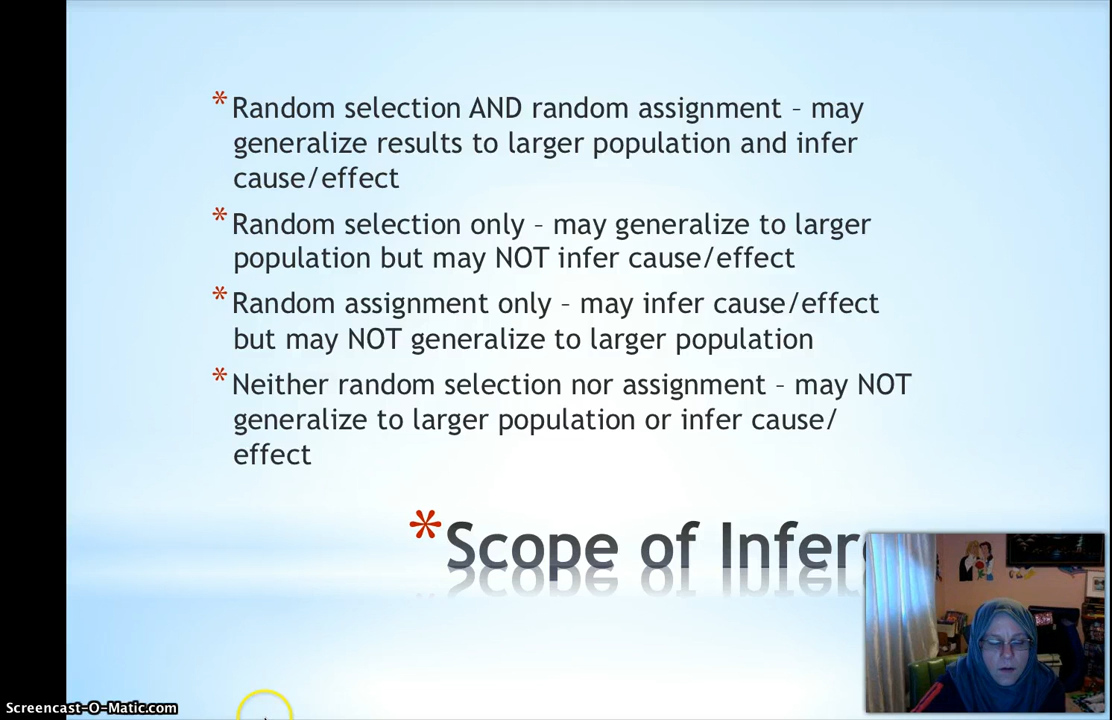 * Random selection AND random assignment – may
generalize results to larger population and infer
cause/effect
* Random selection only – may generalize to larger
population but may NOT infer cause/effect
* Random assignment only – may infer cause/effect
but may NOT generalize to larger population
* Neither random selection nor assignment – may NOT
generalize to larger population or infer cause/
effect
* Scope of Infer
Screencast-O-Matic.com